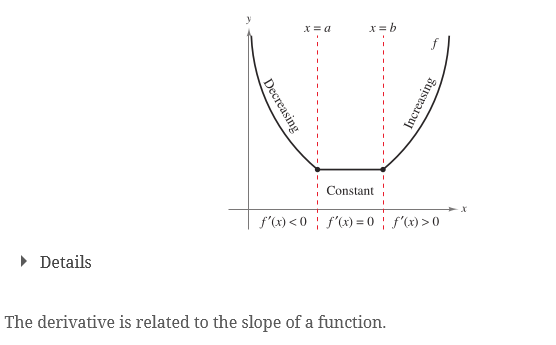 y
x = a
x = b
f
Decreasing
Increasing
Constant
x
f′(x) < 0
f′(x) = 0
f′(x) > 0
Details
The derivative is related to the slope of a function.